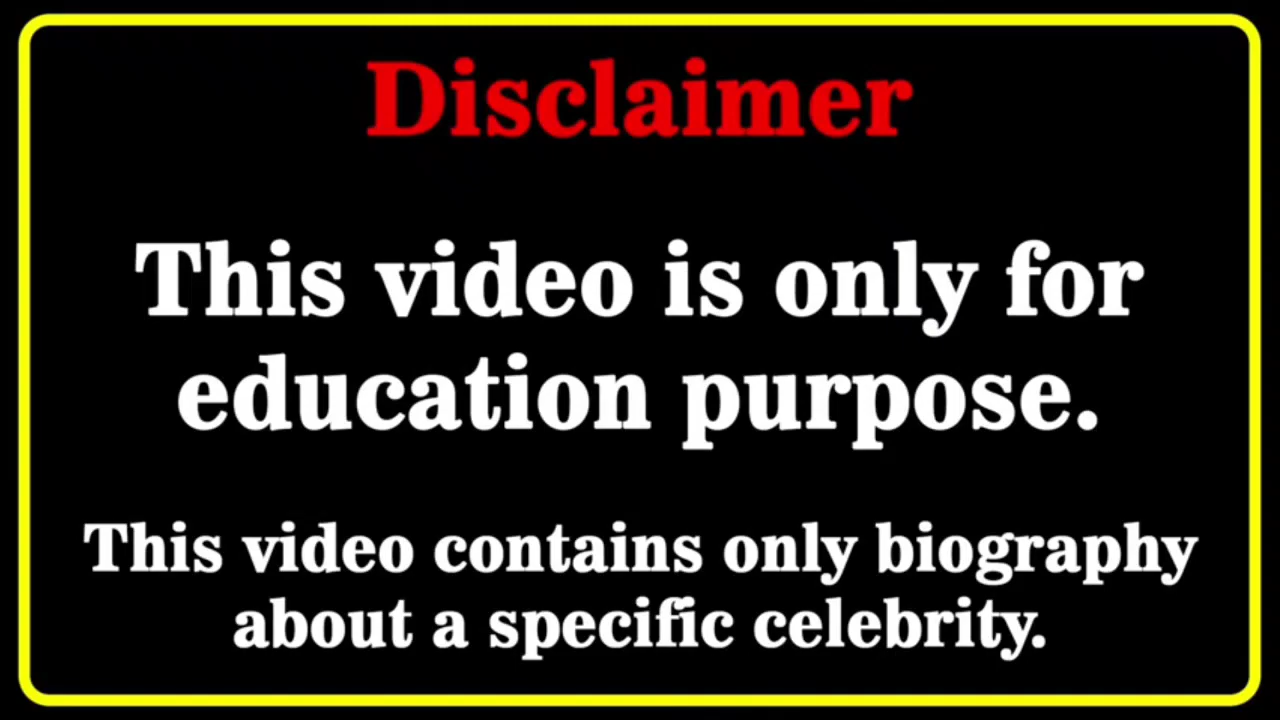 Disclaimer
This video is only for
education purpose.
This video contains only biography
about a specific celebrity.